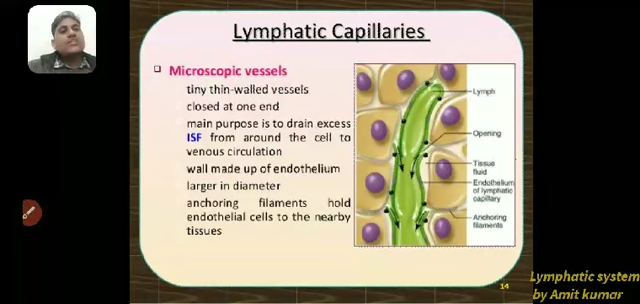 Lymphatic Capillaries
Microscopic vessels
tiny thin-walled vessels
closed at one end
main purpose is to drain excess
ISF from around the cell to
venous circulation
wall made up of endothelium
larger in diameter
anchoring filaments hold
endothelial cells to the nearby
tissues
Lymph
Opening
Tissue
fluid
Endothelium
of lymphatic
capillary
Anchoring
filaments
14
Lymphatic system
by Amit kumar